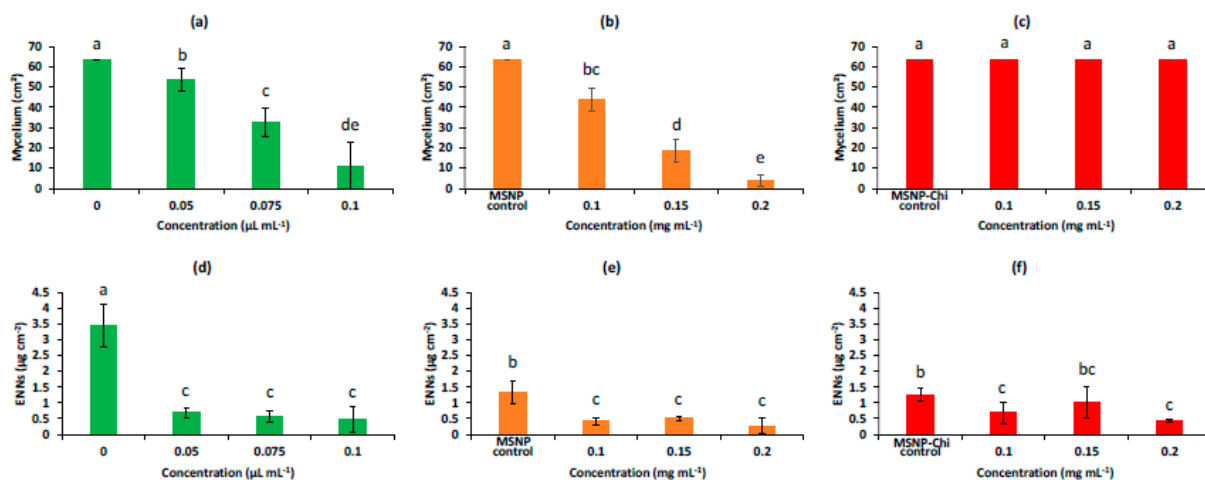 (a)
a
b
c
de
70
60
50
40
30
20
10
0
Mycelium (cm²)
0 0.05 0.075 0.1
Concentration (µL mL⁻¹)
(b)
a
bc
d
e
70
60
50
40
30
20
10
0
Mycelium (cm²)
MSNP 0.1 0.15 0.2
control
Concentration (mg mL⁻¹)
(c)
a a a a
70
60
50
40
30
20
10
0
Mycelium (cm²)
MSNP-Chi 0.1 0.15 0.2
control
Concentration (mg mL⁻¹)
(d)
a
c c c
4.5
4
3.5
3
2.5
2
1.5
1
0.5
0
ENNs (µg cm⁻²)
0 0.05 0.075 0.1
Concentration (µL mL⁻¹)
(e)
b
c c c
4.5
4
3.5
3
2.5
2
1.5
1
0.5
0
ENNs (µg cm⁻²)
MSNP 0.1 0.15 0.2
control
Concentration (mg mL⁻¹)
(f)
b c bc c
4.5
4
3.5
3
2.5
2
1.5
1
0.5
0
ENNs (µg cm⁻²)
MSNP-Chi 0.1 0.15 0.2
control
Concentration (mg mL⁻¹)